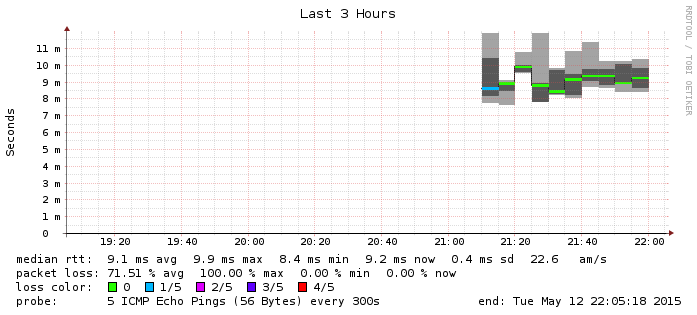 Last 3 Hours
RRDTOOL / TOBI OETIKER
Seconds
11 m
10 m
9 m
8 m
7 m
6 m
5 m
4 m
3 m
2 m
1 m
0
19:20 19:40 20:00 20:20 20:40 21:00 21:20 21:40 22:00
median rtt: 9.1 ms avg 9.9 ms max 8.4 ms min 9.2 ms now 0.4 ms sd 22.6 am/s
packet loss: 71.51 % avg 100.00 % max 0.00 % min 0.00 % now
loss color: 0 1/5 2/5 3/5 4/5
probe: 5 ICMP Echo Pings (56 Bytes) every 300s end: Tue May 12 22:05:18 2015